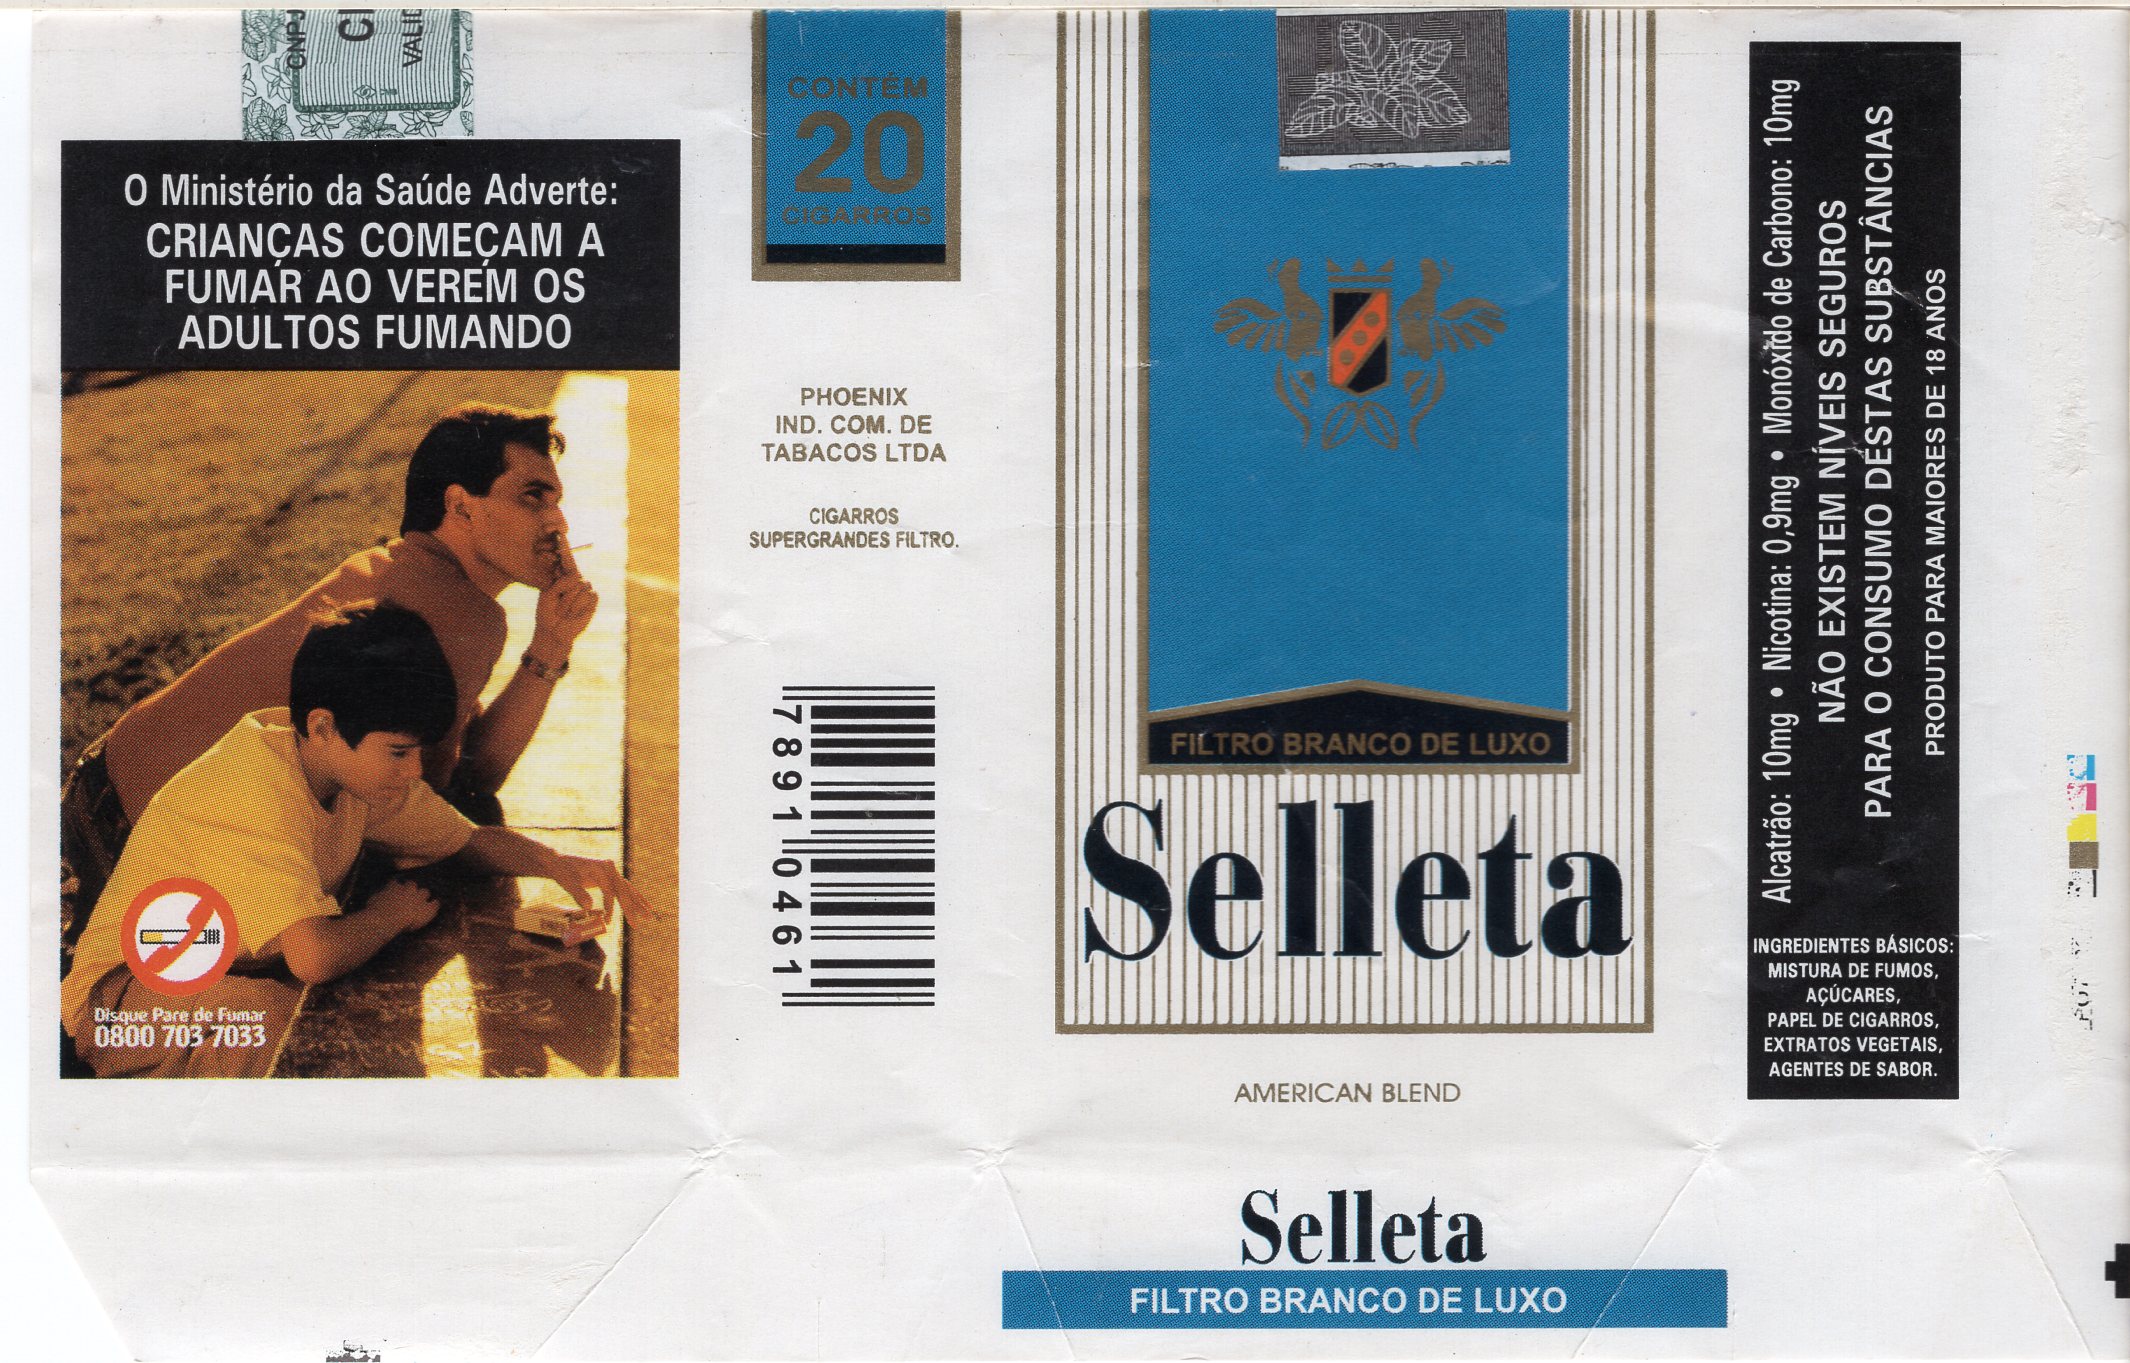 CNPJ
VALID
O Ministério da Saúde Adverte:
CRIANÇAS COMEÇAM A
FUMAR AO VEREM OS
ADULTOS FUMANDO
Disque Pare de Fumar
0800 703 7033
CONTÉM
20
CIGARROS
PHOENIX
IND. COM. DE
TABACOS LTDA
CIGARROS
SUPERGRANDES FILTRO.
78910461
FILTRO BRANCO DE LUXO
Selleta
AMERICAN BLEND
Selleta
FILTRO BRANCO DE LUXO
Alcatrão: 10mg • Nicotina: 0,9mg • Monóxido de Carbono: 10mg
NÃO EXISTEM NÍVEIS SEGUROS
PARA O CONSUMO DESTAS SUBSTÂNCIAS
PRODUTO PARA MAIORES DE 18 ANOS
INGREDIENTES BÁSICOS:
MISTURA DE FUMOS,
AÇÚCARES,
PAPEL DE CIGARROS,
EXTRATOS VEGETAIS,
AGENTES DE SABOR.